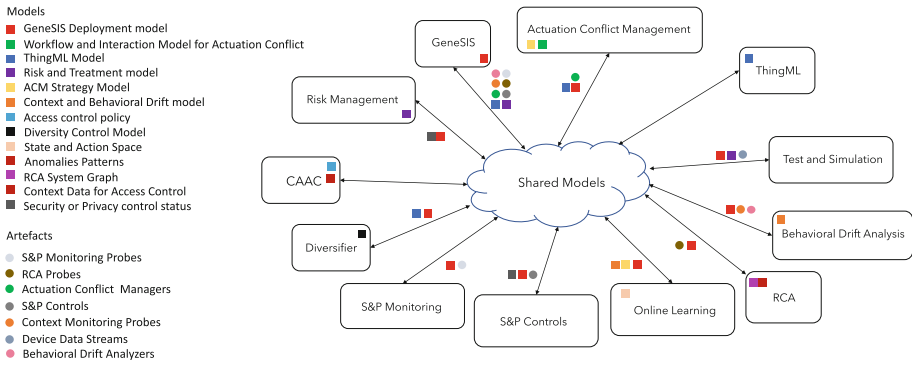 Models
GeneSIS Deployment model
Workflow and Interaction Model for Actuation Conflict
ThingML Model
Risk and Treatment model
ACM Strategy Model
Context and Behavioral Drift model
Access control policy
Diversity Control Model
State and Action Space
Anomalies Patterns
RCA System Graph
Context Data for Access Control
Security or Privacy control status
Artefacts
S&P Monitoring Probes
RCA Probes
Actuation Conflict Managers
S&P Controls
Context Monitoring Probes
Device Data Streams
Behavioral Drift Analyzers
GeneSIS
Actuation Conflict Management
ThingML
Risk Management
Test and Simulation
CAAC
Shared Models
Diversifier
Behavioral Drift Analysis
S&P Monitoring
S&P Controls
Online Learning
RCA